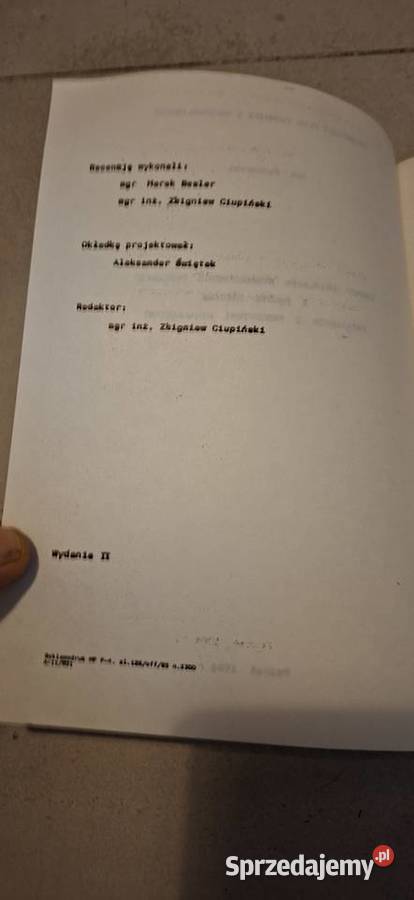 Recenzję wykonali:
mgr Marek Besler
mgr inż. Zbigniew Ciupiński
Okładkę projektował:
Aleksander Świątek
Redaktor:
mgr inż. Zbigniew Ciupiński
Wydanie II
Sprzedajemy.pl